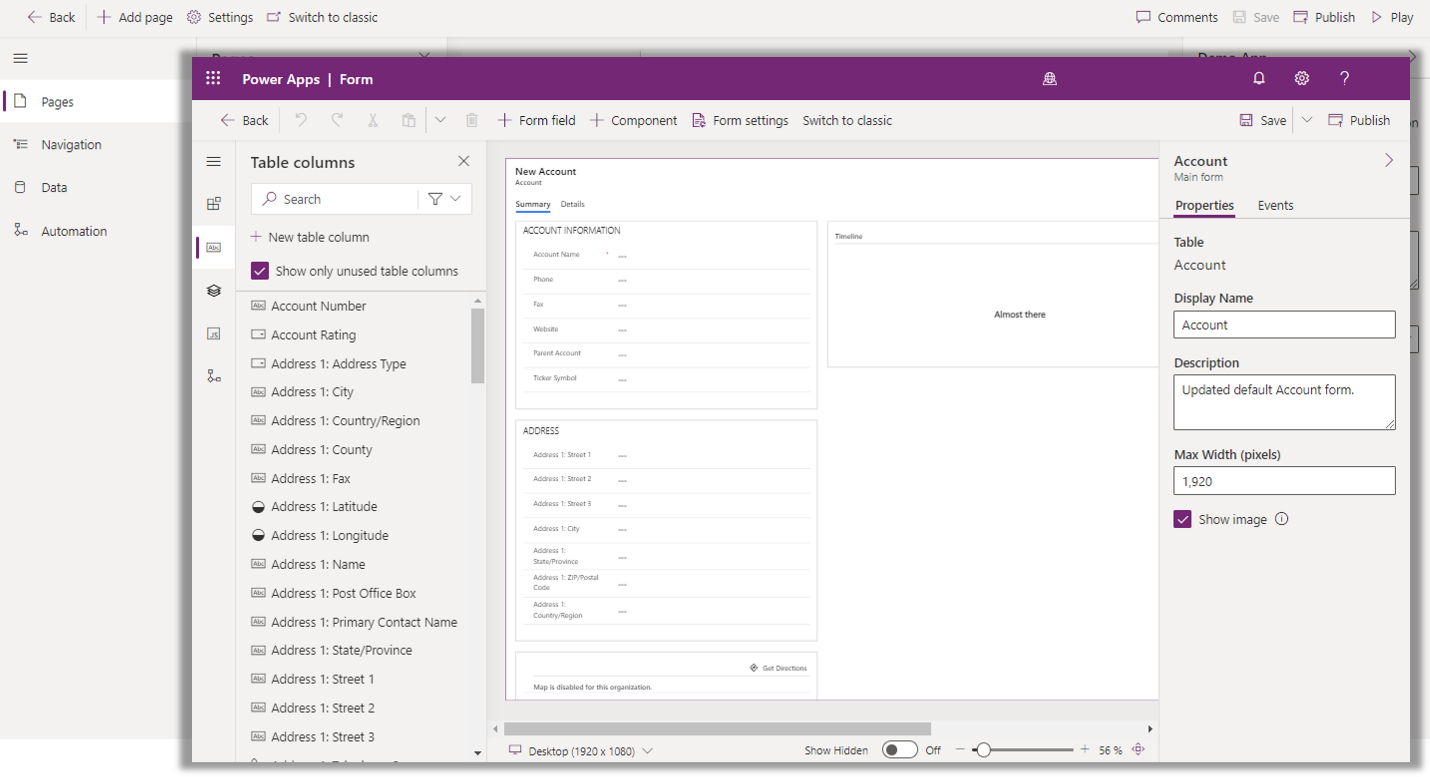 Back Add page Settings Switch to classic Comments Save Publish Play
Pages
Navigation
Data
Automation
Power Apps | Form
Back Form field Component Form settings Switch to classic Save Publish
Table columns
Search
New table column
Show only unused table columns
Account Number
Account Rating
Address 1: Address Type
Address 1: City
Address 1: Country/Region
Address 1: County
Address 1: Fax
Address 1: Latitude
Address 1: Longitude
Address 1: Name
Address 1: Post Office Box
Address 1: Primary Contact Name
Address 1: State/Province
Address 1: Street 1
Address 1: Street 2
Address 1: Street 3
New Account
Account
Summary Details
ACCOUNT INFORMATION
Account Name * ---
Phone ---
Fax ---
Website ---
Parent Account ---
Ticker Symbol ---
ADDRESS
Address 1: Street 1 ---
Address 1: Street 2 ---
Address 1: Street 3 ---
Address 1: City ---
Address 1:
State/Province ---
Address 1: ZIP/Postal
Code ---
Address 1:
Country/Region ---
Get Directions
Map is disabled for this organization.
Timeline
Almost there
Desktop (1920 x 1080) Show Hidden Off 56 %
Account
Main form
Properties Events
Table
Account
Display Name
Account
Description
Updated default Account form.
Max Width (pixels)
1,920
Show image